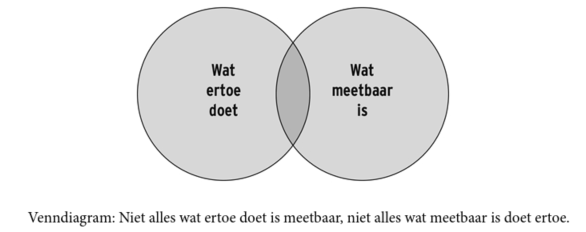 Wat
ertoe
doet
Wat
meetbaar
is
Venndiagram: Niet alles wat ertoe doet is meetbaar, niet alles wat meetbaar is doet ertoe.